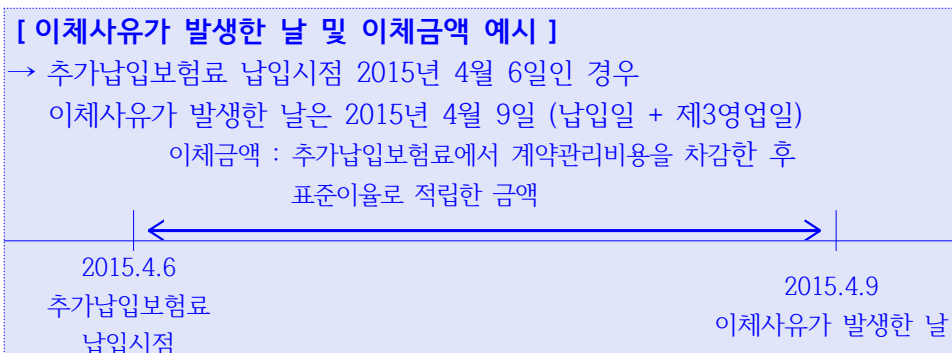 [ 이체사유가 발생한 날 및 이체금액 예시 ]
→ 추가납입보험료 납입시점 2015년 4월 6일인 경우
이체사유가 발생한 날은 2015년 4월 9일 (납입일 + 제3영업일)
이체금액 : 추가납입보험료에서 계약관리비용을 차감한 후
표준이율로 적립한 금액
2015.4.6
추가납입보험료
납입시점
2015.4.9
이체사유가 발생한 날